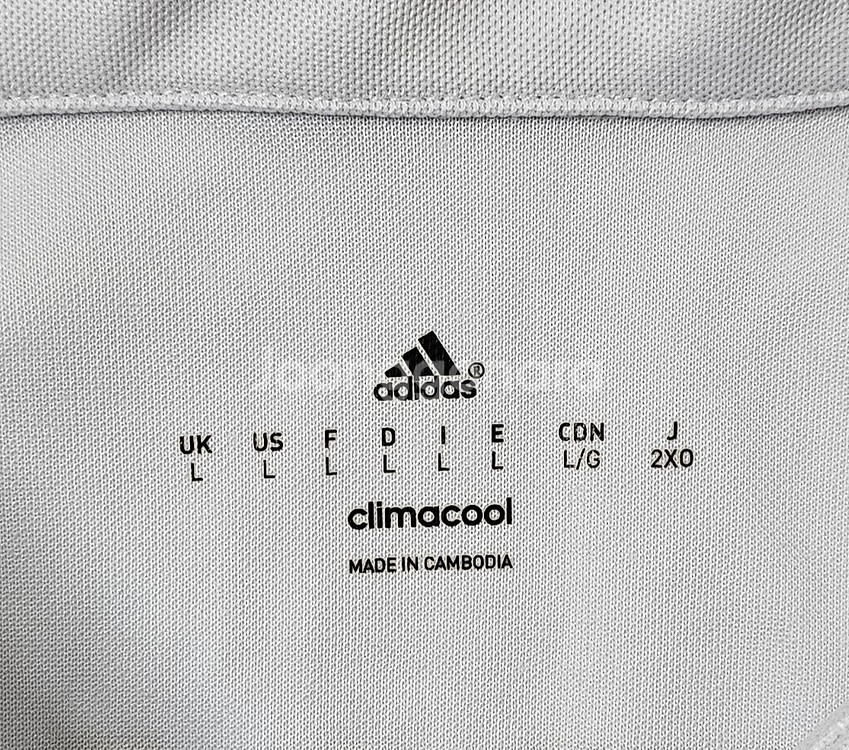 adidas®
UK US F D I E CDN J
L L L L L L L/G 2XO
climacool
MADE IN CAMBODIA